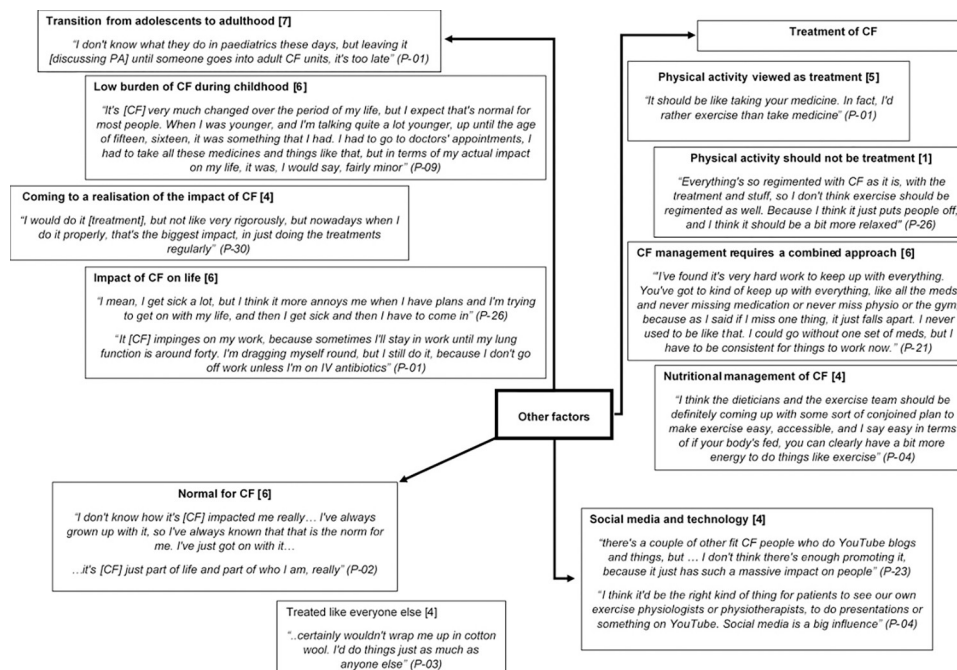 Transition from adolescents to adulthood [7]
“I don't know what they do in paediatrics these days, but leaving it
[discussing PA] until someone goes into adult CF units, it's too late” (P-01)
Low burden of CF during childhood [6]
“It's [CF] very much changed over the period of my life, but I expect that's normal for
most people. When I was younger, and I'm talking quite a lot younger, up until the age
of fifteen, sixteen, it was something that I had. I had to go to doctors' appointments, I
had to take all these medicines and things like that, but in terms of my actual impact
on my life, it was, I would say, fairly minor” (P-09)
Coming to a realisation of the impact of CF [4]
“I would do it [treatment], but not like very rigorously, but nowadays when I
do it properly, that's the biggest impact, in just doing the treatments
regularly” (P-30)
Impact of CF on life [6]
“I mean, I get sick a lot, but I think it more annoys me when I have plans and I'm trying
to get on with my life, and then I get sick and then I have to come in” (P-26)
“It [CF] impinges on my work, because sometimes I'll stay in work until my lung
function is around forty. I'm dragging myself round, but I still do it, because I don't go
off work unless I'm on IV antibiotics” (P-01)
Treatment of CF
Physical activity viewed as treatment [5]
“It should be like taking your medicine. In fact, I'd
rather exercise than take medicine” (P-01)
Physical activity should not be treatment [1]
“Everything's so regimented with CF as it is, with the
treatment and stuff, so I don't think exercise should be
regimented as well. Because I think it just puts people off,
and I think it should be a bit more relaxed" (P-26)
CF management requires a combined approach [6]
“'I've found it's very hard work to keep up with everything.
You've got to kind of keep up with everything, like all the meds
and never missing medication or never miss physio or the gym,
because as I said if I miss one thing, it just falls apart. I never
used to be like that. I could go without one set of meds, but I
have to be consistent for things to work now.” (P-21)
Nutritional management of CF [4]
“I think the dieticians and the exercise team should be
definitely coming up with some sort of conjoined plan to
make exercise easy, accessible, and I say easy in terms
of if your body's fed, you can clearly have a bit more
energy to do things like exercise” (P-04)
Other factors
Normal for CF [6]
“I don't know how it's [CF] impacted me really… I've always
grown up with it, so I've always known that that is the norm for
me. I've just got on with it…
…it's [CF] just part of life and part of who I am, really” (P-02)
Treated like everyone else [4]
“..certainly wouldn't wrap me up in cotton
wool. I'd do things just as much as
anyone else” (P-03)
Social media and technology [4]
“there's a couple of other fit CF people who do YouTube blogs
and things, but … I don't think there's enough promoting it,
because it just has such a massive impact on people” (P-23)
“I think it'd be the right kind of thing for patients to see our own
exercise physiologists or physiotherapists, to do presentations or
something on YouTube. Social media is a big influence” (P-04)